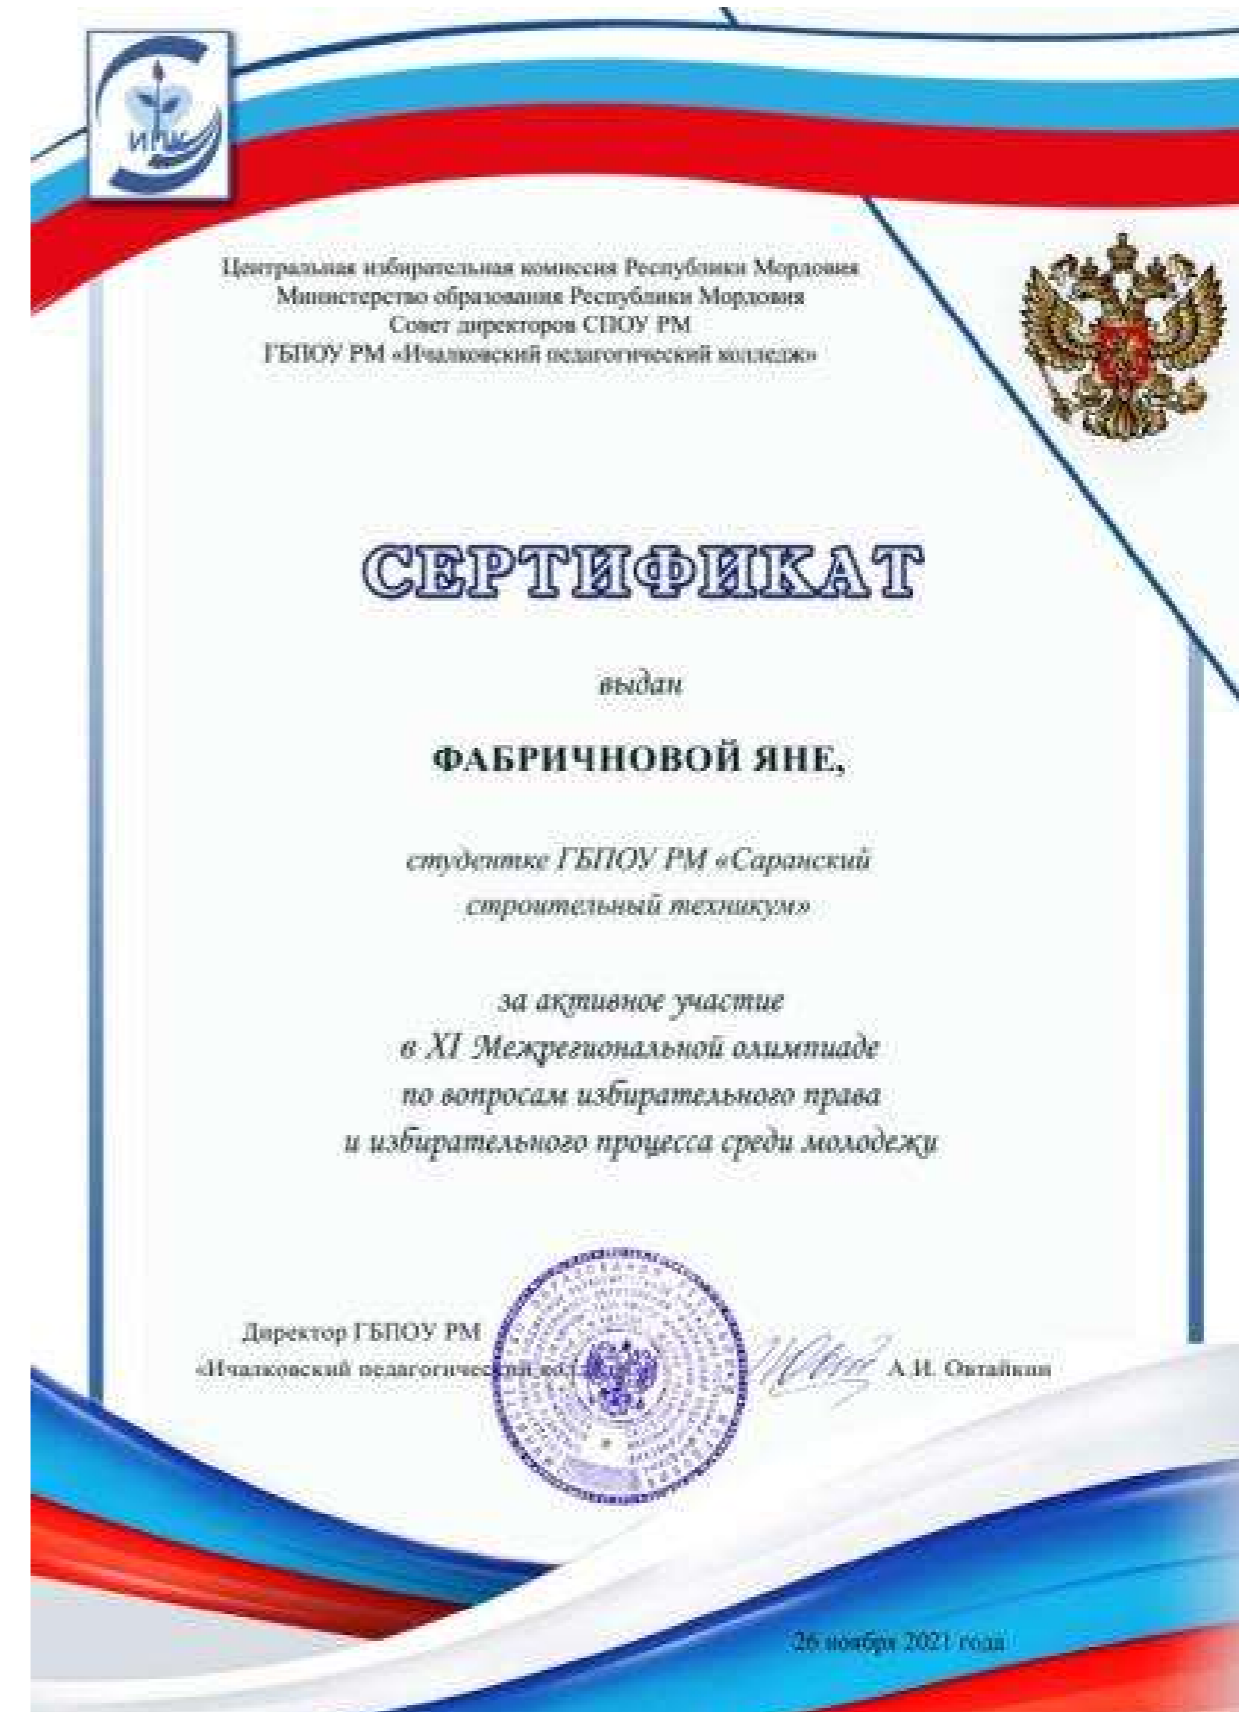 ИПК
Центральная избирательная комиссия Республики Мордовия
Министерство образования Республики Мордовия
Совет директоров СПОУ РМ
ГБПОУ РМ «Ичалковский педагогический колледж»
СЕРТИФИКАТ
выдан
ФАБРИЧНОВОЙ ЯНЕ,
студентке ГБПОУ РМ «Саранский
строительный техникум»
за активное участие
в XI Межрегиональной олимпиаде
по вопросам избирательного права
и избирательного процесса среди молодежи
Директор ГБПОУ РМ
«Ичалковский педагогический А.И. Овтайкин
26 ноября 2021 года